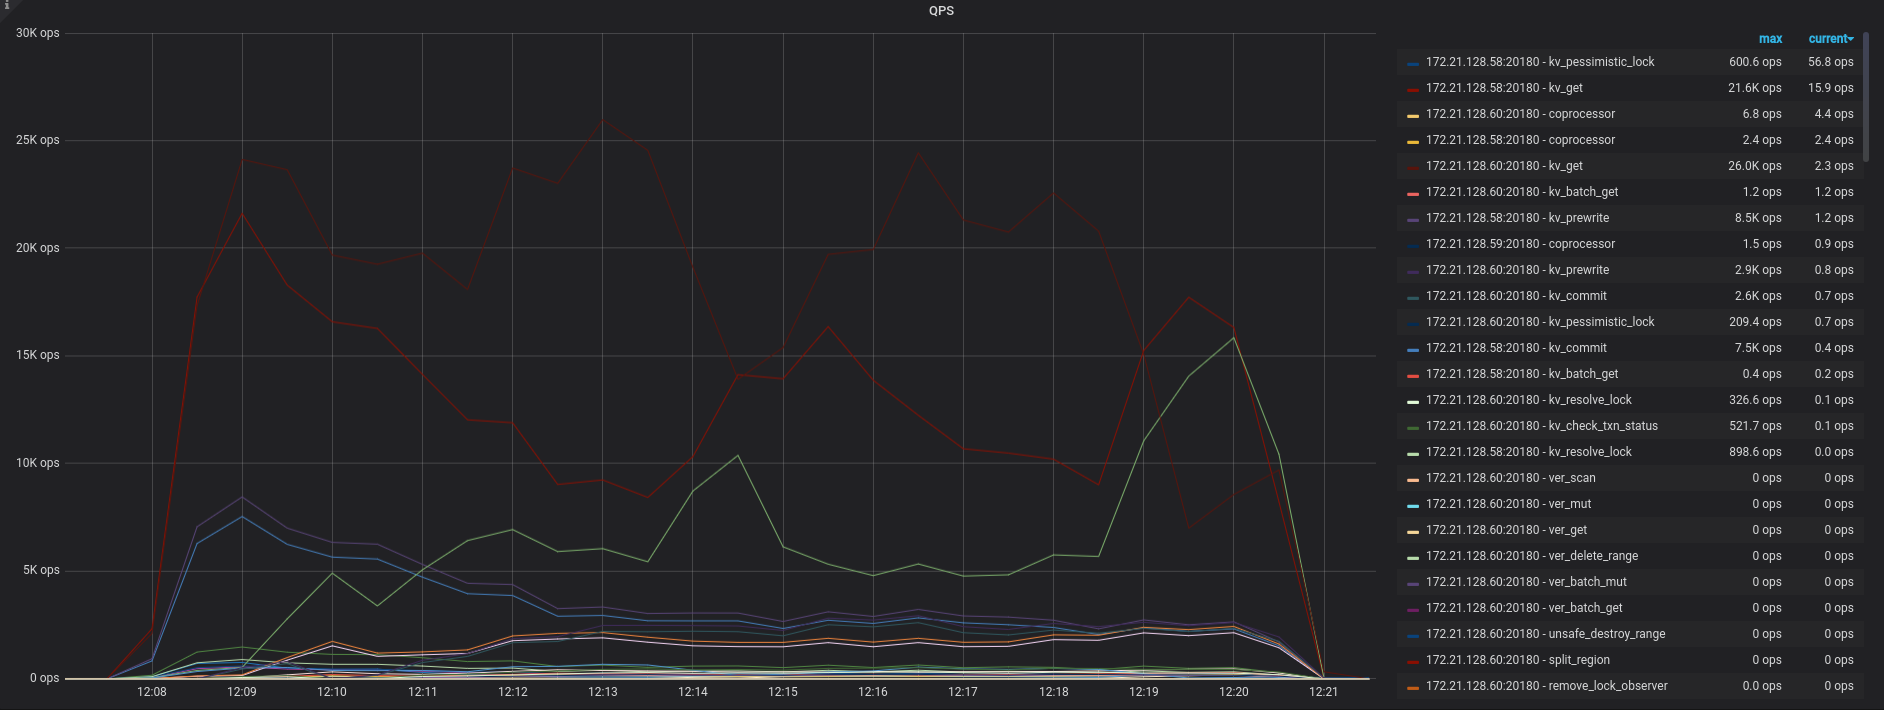 i
QPS
30K ops
25K ops
20K ops
15K ops
10K ops
5K ops
0 ops
12:08 12:09 12:10 12:11 12:12 12:13 12:14 12:15 12:16 12:17 12:18 12:19 12:20 12:21
max current
172.21.128.58:20180 - kv_pessimistic_lock 600.6 ops 56.8 ops
172.21.128.58:20180 - kv_get 21.6K ops 15.9 ops
172.21.128.60:20180 - coprocessor 6.8 ops 4.4 ops
172.21.128.58:20180 - coprocessor 2.4 ops 2.4 ops
172.21.128.60:20180 - kv_get 26.0K ops 2.3 ops
172.21.128.60:20180 - kv_batch_get 1.2 ops 1.2 ops
172.21.128.58:20180 - kv_prewrite 8.5K ops 1.2 ops
172.21.128.59:20180 - coprocessor 1.5 ops 0.9 ops
172.21.128.60:20180 - kv_prewrite 2.9K ops 0.8 ops
172.21.128.60:20180 - kv_commit 2.6K ops 0.7 ops
172.21.128.60:20180 - kv_pessimistic_lock 209.4 ops 0.7 ops
172.21.128.58:20180 - kv_commit 7.5K ops 0.4 ops
172.21.128.58:20180 - kv_batch_get 0.4 ops 0.2 ops
172.21.128.60:20180 - kv_resolve_lock 326.6 ops 0.1 ops
172.21.128.60:20180 - kv_check_txn_status 521.7 ops 0.1 ops
172.21.128.58:20180 - kv_resolve_lock 898.6 ops 0.0 ops
172.21.128.60:20180 - ver_scan 0 ops 0 ops
172.21.128.60:20180 - ver_mut 0 ops 0 ops
172.21.128.60:20180 - ver_get 0 ops 0 ops
172.21.128.60:20180 - ver_delete_range 0 ops 0 ops
172.21.128.60:20180 - ver_batch_mut 0 ops 0 ops
172.21.128.60:20180 - ver_batch_get 0 ops 0 ops
172.21.128.60:20180 - unsafe_destroy_range 0 ops 0 ops
172.21.128.60:20180 - split_region 0 ops 0 ops
172.21.128.60:20180 - remove_lock_observer 0.0 ops 0 ops